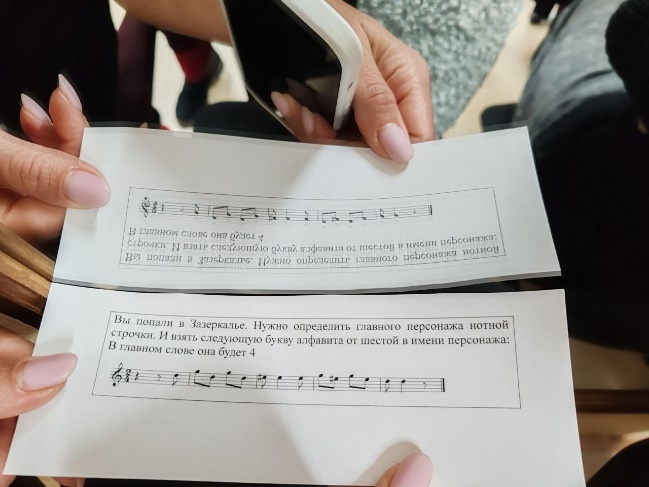 Вы попали в Зазеркалье. Нужно определить главного персонажа нотной
строчки. И взять следующую букву алфавита от шестой в имени персонажа:
В главном слове она будет 4
Вы попали в Зазеркалье. Нужно определить главного персонажа нотной
строчки. И взять следующую букву алфавита от шестой в имени персонажа:
В главном слове она будет 4